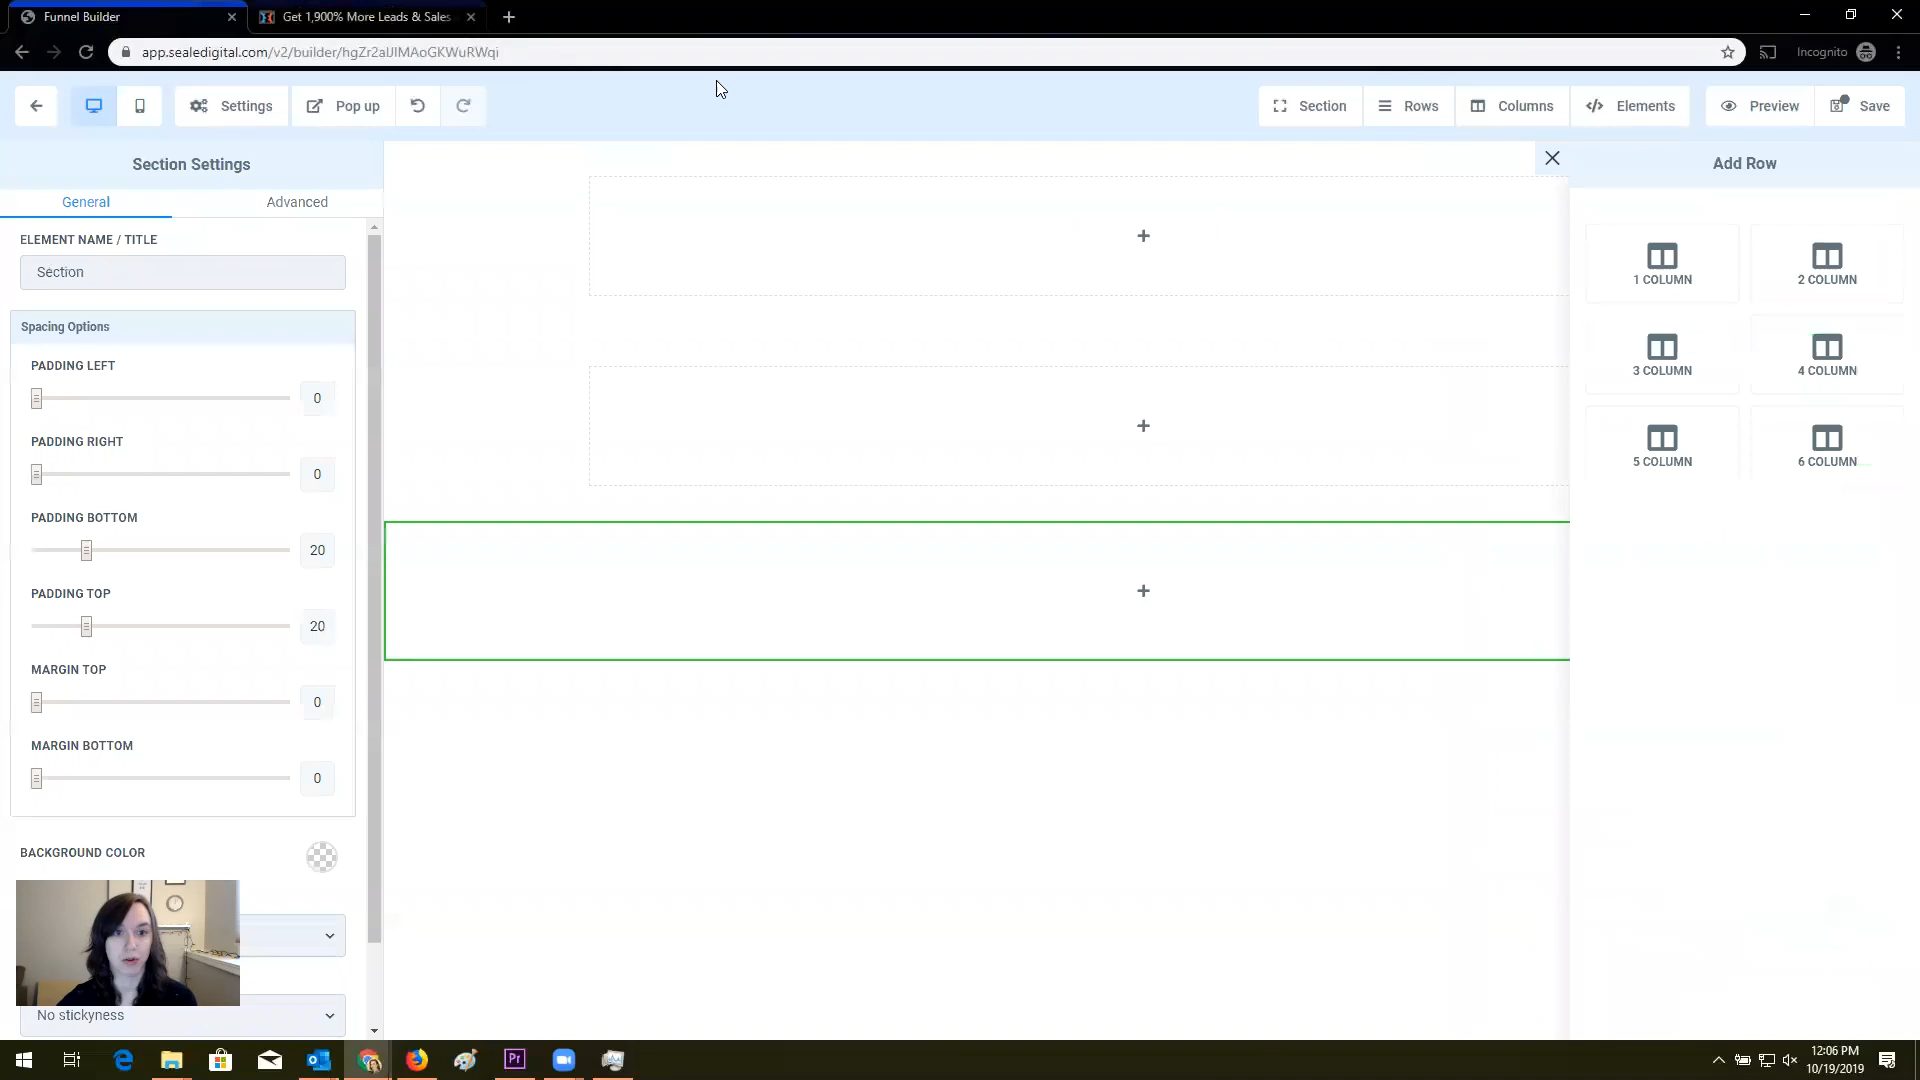 Funnel Builder
Get 1,900% More Leads & Sales
app.sealedigital.com/v2/builder/hgZr2alJIMAoGKWuRWqi
Incognito
Settings
Pop up
Section
Rows
Columns
Elements
Preview
Save
Section Settings
General
Advanced
ELEMENT NAME / TITLE
Section
Spacing Options
PADDING LEFT
0
PADDING RIGHT
0
PADDING BOTTOM
20
PADDING TOP
20
MARGIN TOP
0
MARGIN BOTTOM
0
BACKGROUND COLOR
No stickyness
Add Row
1 COLUMN
2 COLUMN
3 COLUMN
4 COLUMN
5 COLUMN
6 COLUMN
Pr
12:06 PM
10/19/2019